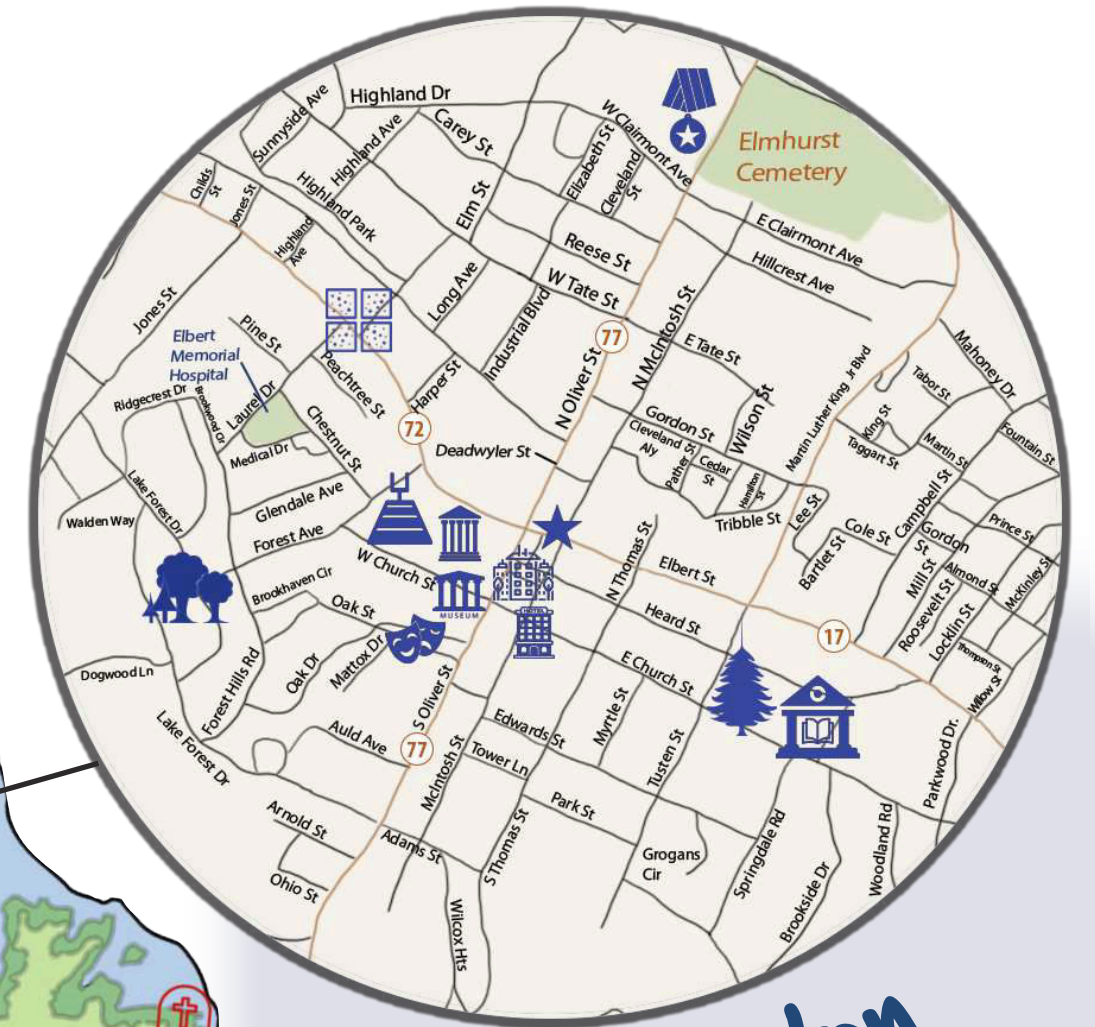 Highland Dr
Sunnyside Ave
Highland Ave
Carey St
W Clairmont Ave
Elizabeth St
Cleveland
St
Elmhurst
Cemetery
Childs
St
Jones St
Highland Park
Highland
Ave
Elm St
Reese St
E Clairmont Ave
Hillcrest Ave
W Tate St
Long Ave
Industrial Blvd
N McIntosh St
Jones St
Pine St
Elbert
Memorial
Hospital
Peachtree St
Harper St
N Oliver St
77
E Tate St
Mahoney Dr
Martin Luther King Jr Blvd
Tabor St
Ridgecrest Dr
Brookwood Cir
Laurel Dr
Chestnut St
72
Wilson St
Gordon St
Cleveland St
Aly
Cedar
St
Hamilton
St
King St
Taggart St
Martin St
Fountain St
Medical Dr
Deadwyler St
Campbell St
Lake Forest Dr
Glendale Ave
Tribble St
Lee St
Walden Way
Forest Ave
Cole St
Gordon
St
Prince St
Bartlet St
W Church St
N Thomas St
Elbert St
Mill St
Almond St
McKinley St
Brookhaven Cir
MUSEUM
HOTEL
Roosevelt St
Oak St
Heard St
17
Locklin St
Thompson St
Willow St
Dogwood Ln
Oak Dr
Mattox Dr
E Church St
Forest Hills Rd
S Oliver St
Lake Forest Dr
Auld Ave
77
Edwards St
Myrtle St
Tusten St
McIntosh St
Tower Ln
Parkwood Dr.
Park St
Arnold St
Adams St
S Thomas St
Grogans
Cir
Springdale Rd
Woodland Rd
Ohio St
Wilcox Hts
Brookside Dr